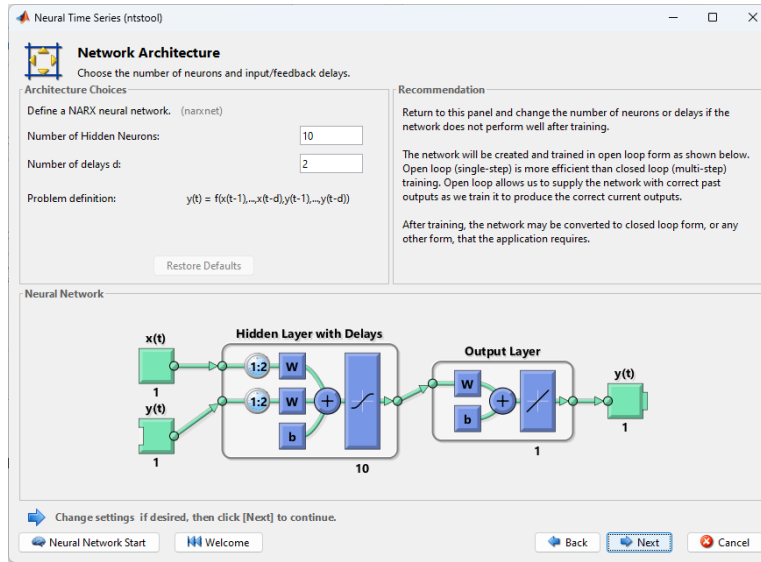 Neural Time Series (ntstool)
Network Architecture
Choose the number of neurons and input/feedback delays.
Architecture Choices
Define a NARX neural network. (narxnet)
Number of Hidden Neurons: 10
Number of delays d: 2
Problem definition: y(t) = f(x(t-1),...,x(t-d),y(t-1),...,y(t-d))
Restore Defaults
Recommendation
Return to this panel and change the number of neurons or delays if the
network does not perform well after training.
The network will be created and trained in open loop form as shown below.
Open loop (single-step) is more efficient than closed loop (multi-step)
training. Open loop allows us to supply the network with correct past
outputs as we train it to produce the correct current outputs.
After training, the network may be converted to closed loop form, or any
other form, that the application requires.
Neural Network
Hidden Layer with Delays
Output Layer
x(t)
1:2 W
1
y(t)
1:2 W
b
1
10
+
W
b
+
1
y(t)
1
Change settings if desired, then click [Next] to continue.
Neural Network Start Welcome Back Next Cancel